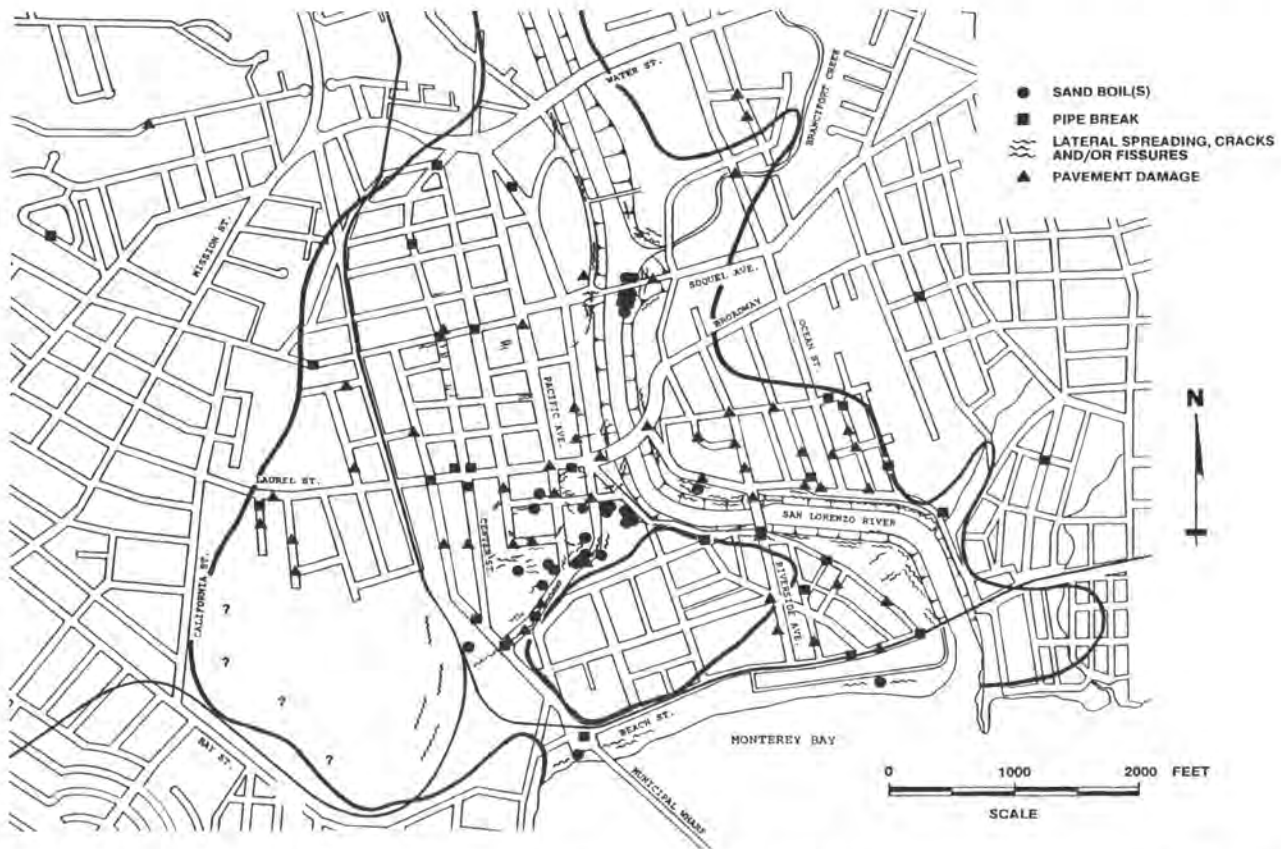 WATER ST.
BRANCIFORT CREEK
SAND BOIL(S)
PIPE BREAK
LATERAL SPREADING, CRACKS
AND/OR FISSURES
PAVEMENT DAMAGE
MISSION ST.
SOQUEL AVE.
BROADWAY
OCEAN ST.
PACIFIC AVE.
N
LAUREL ST.
SAN LORENZO RIVER
CALIFORNIA ST.
RIVERSIDE AVE.
?
?
?
?
BEACH ST.
BAY ST.
MONTEREY BAY
MUNICIPAL WHARF
0 1000 2000 FEET
SCALE